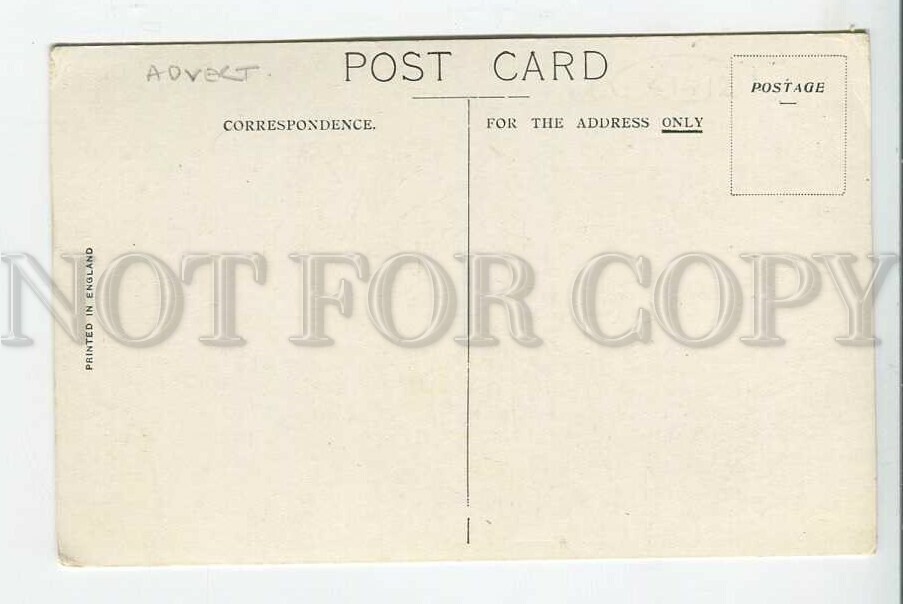 ADVERT.
POST CARD
POSTAGE
CORRESPONDENCE.
FOR THE ADDRESS ONLY
PRINTED IN ENGLAND
NOT FOR COPY